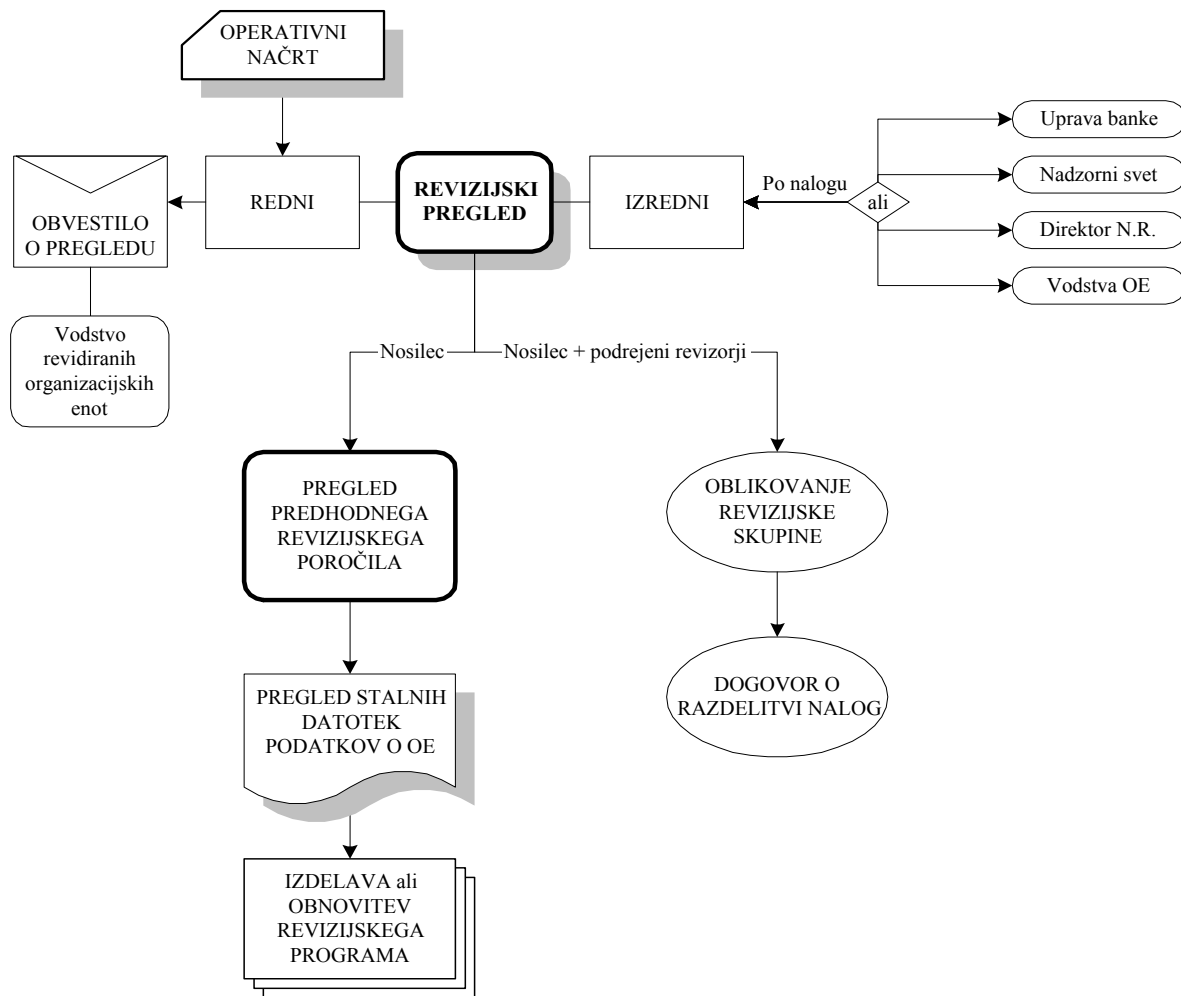 OPERATIVNI
NAČRT
OBVESTILO
O PREGLEDU
REDNI
REVIZIJSKI
PREGLED
IZREDNI
Po nalogu
ali
Uprava banke
Nadzorni svet
Direktor N.R.
Vodstva OE
Vodstvo
revidiranih
organizacijskih
enot
Nosilec
Nosilec + podrejeni revizorji
PREGLED
PREDHODNEGA
REVIZIJSKEGA
POROČILA
OBLIKOVANJE
REVIZIJSKE
SKUPINE
PREGLED STALNIH
DATOTEK
PODATKOV O OE
DOGOVOR O
RAZDELITVI NALOG
IZDELAVA ali
OBNOVITEV
REVIZIJSKEGA
PROGRAMA